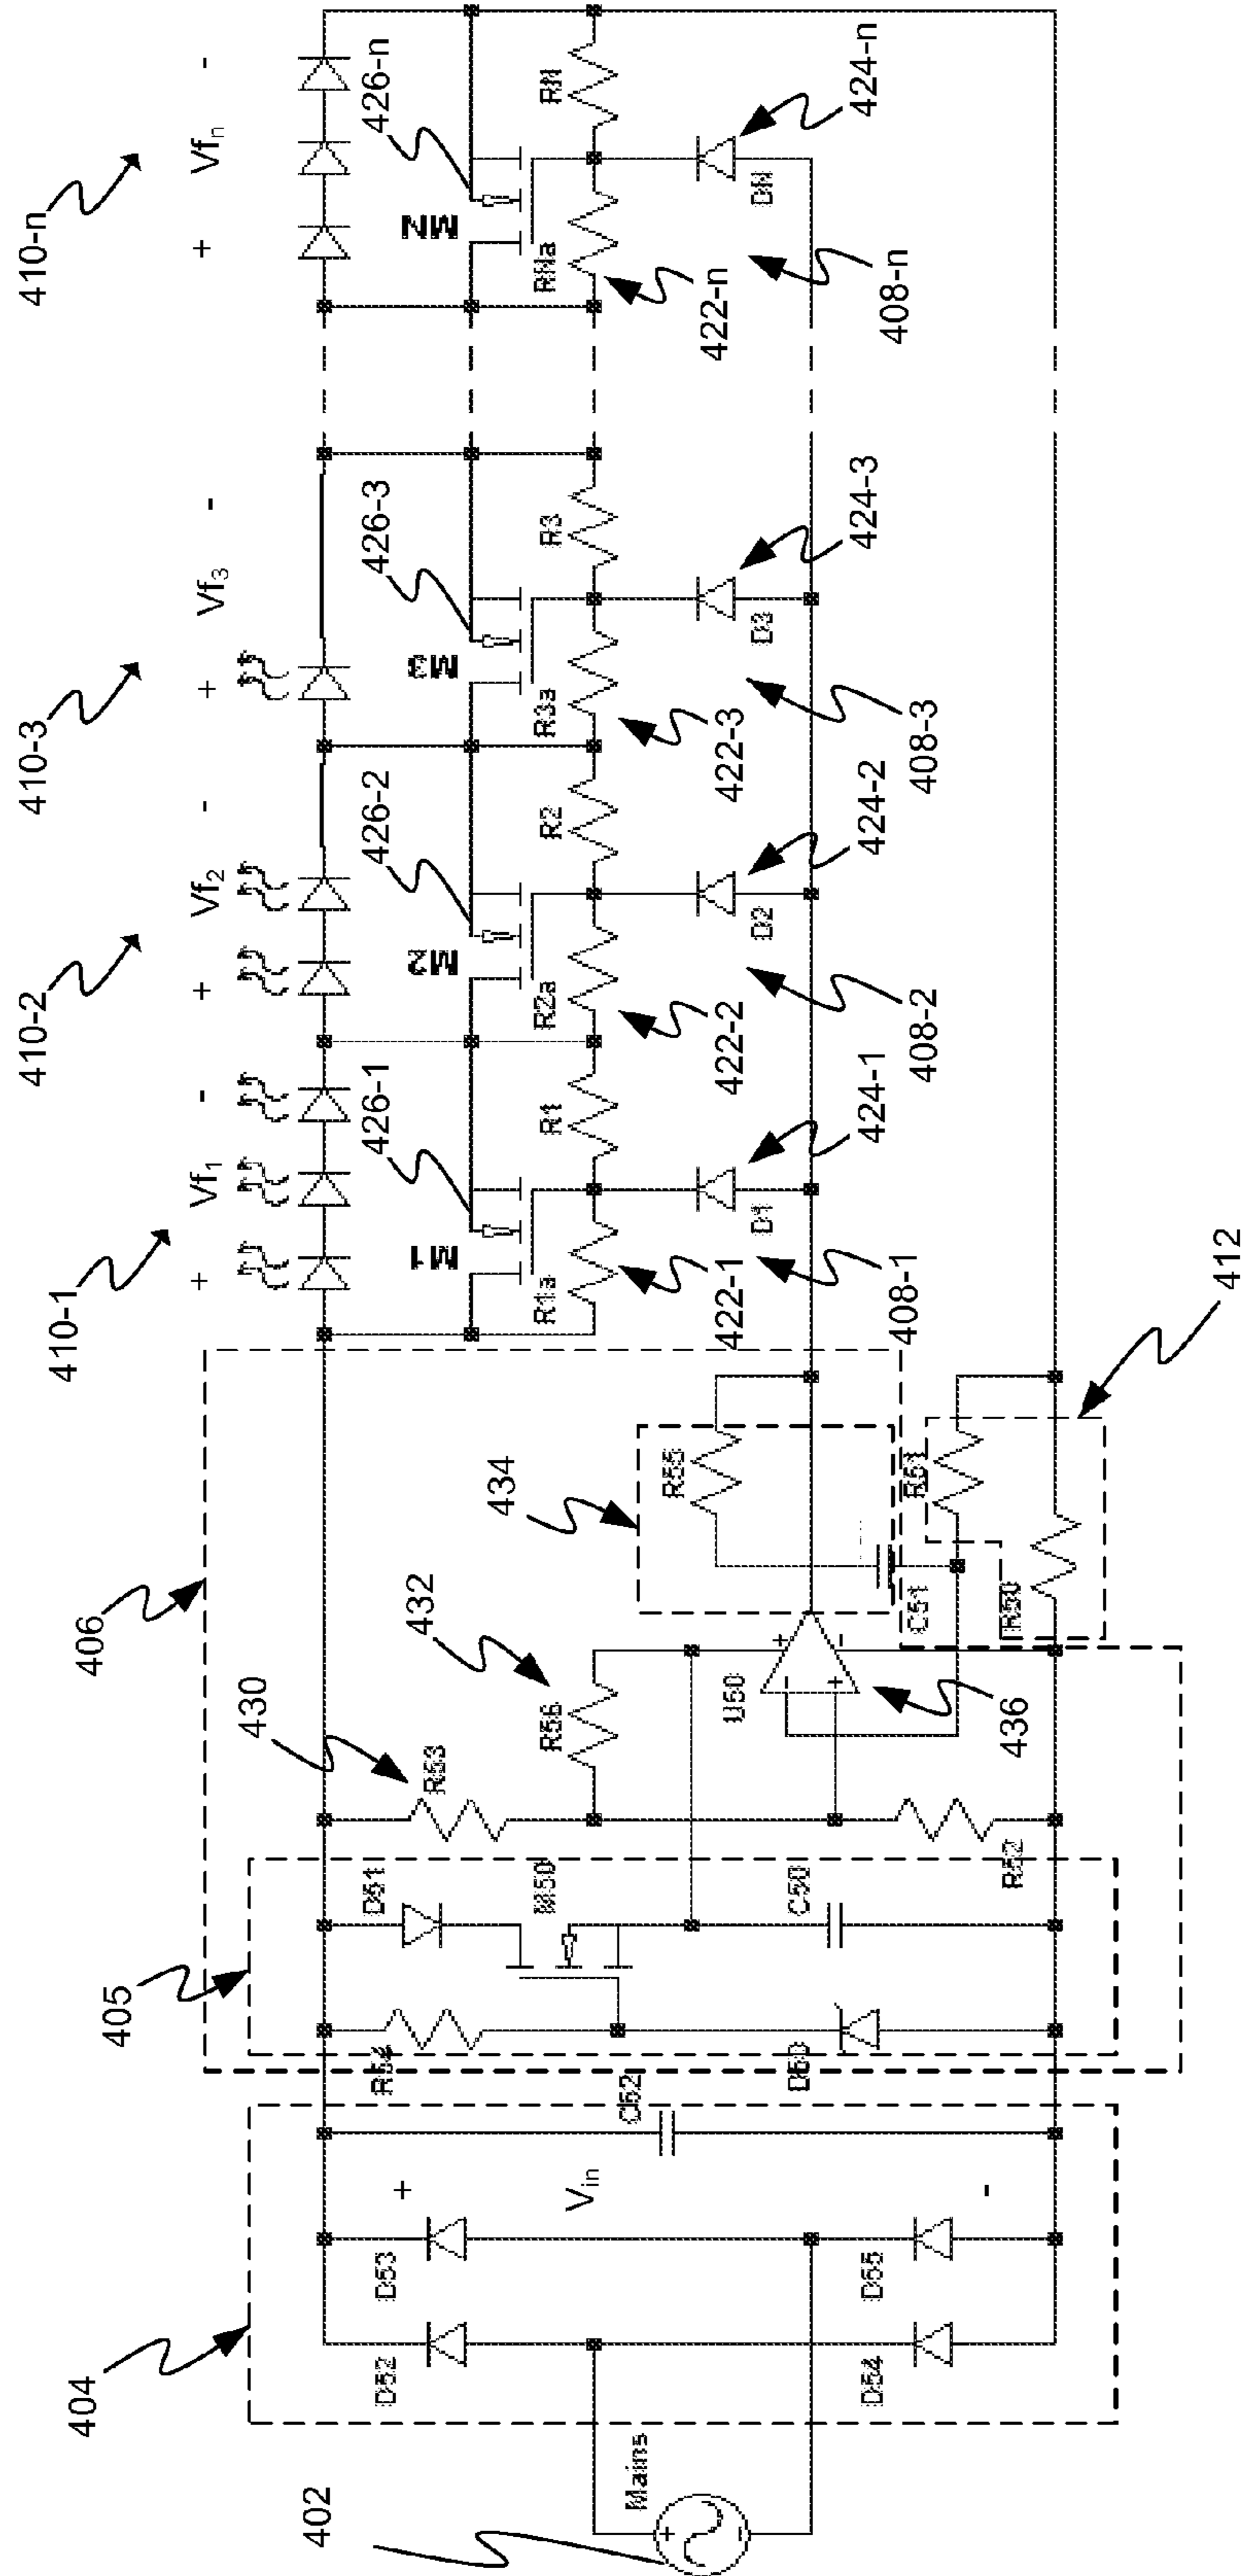 410-1
410-2
410-3
410-n
+ Vf₁ -
+ Vf₂ -
+ Vf₃ -
+ Vfₙ -
426-1
426-2
426-3
426-n
M1
M2
M3
MN
R1a
R1
R2a
R2
R3a
R3
RNa
RN
422-1
422-2
422-3
422-n
D1
D2
D3
DN
424-1
424-2
424-3
424-n
408-1
408-2
408-3
408-n
406
430
432
434
R53
R56
R55
U50
+
-
-
+
436
C51
R51
R50
412
R52
405
D51
M50
C50
R54
D50
404
C52
D52
D53
+
Vin
-
D54
D55
402
Mains
+
-